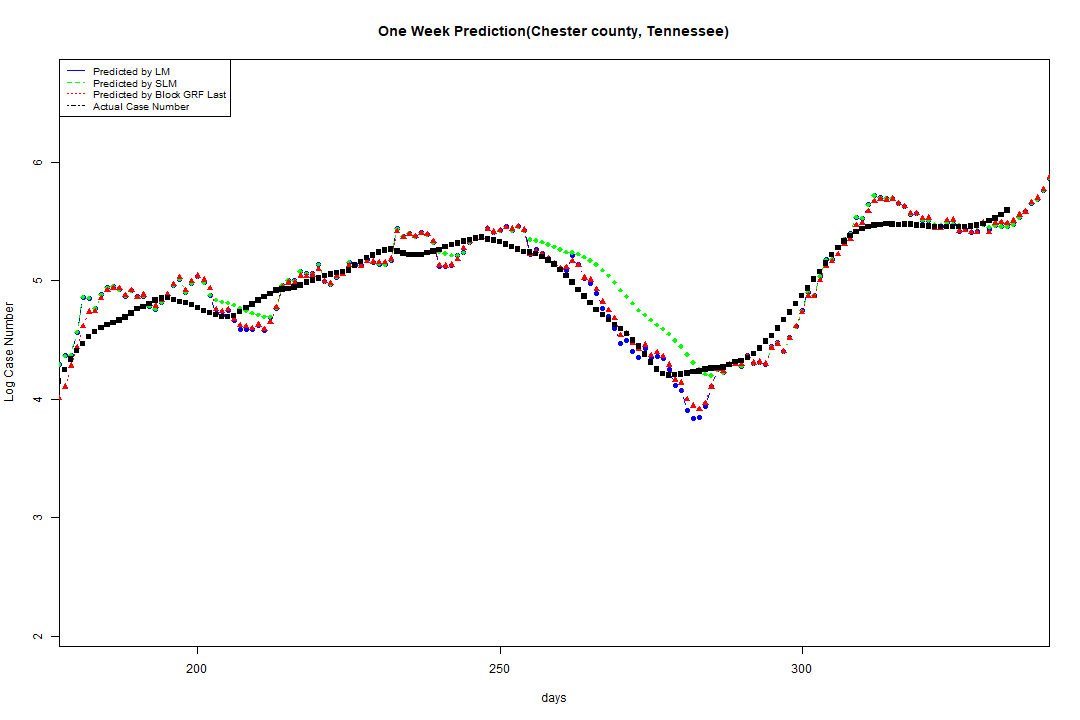 One Week Prediction(Chester county, Tennessee)
Predicted by LM
Predicted by SLM
Predicted by Block GRF Last
Actual Case Number
6
5
4
3
2
Log Case Number
200 250 300
days